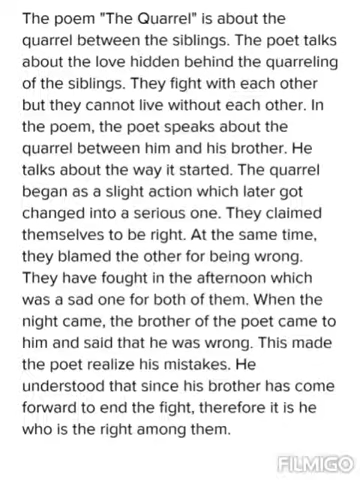 The poem "The Quarrel" is about the
quarrel between the siblings. The poet talks
about the love hidden behind the quarreling
of the siblings. They fight with each other
but they cannot live without each other. In
the poem, the poet speaks about the
quarrel between him and his brother. He
talks about the way it started. The quarrel
began as a slight action which later got
changed into a serious one. They claimed
themselves to be right. At the same time,
they blamed the other for being wrong.
They have fought in the afternoon which
was a sad one for both of them. When the
night came, the brother of the poet came to
him and said that he was wrong. This made
the poet realize his mistakes. He
understood that since his brother has come
forward to end the fight, therefore it is he
who is the right among them.
FILMIGO